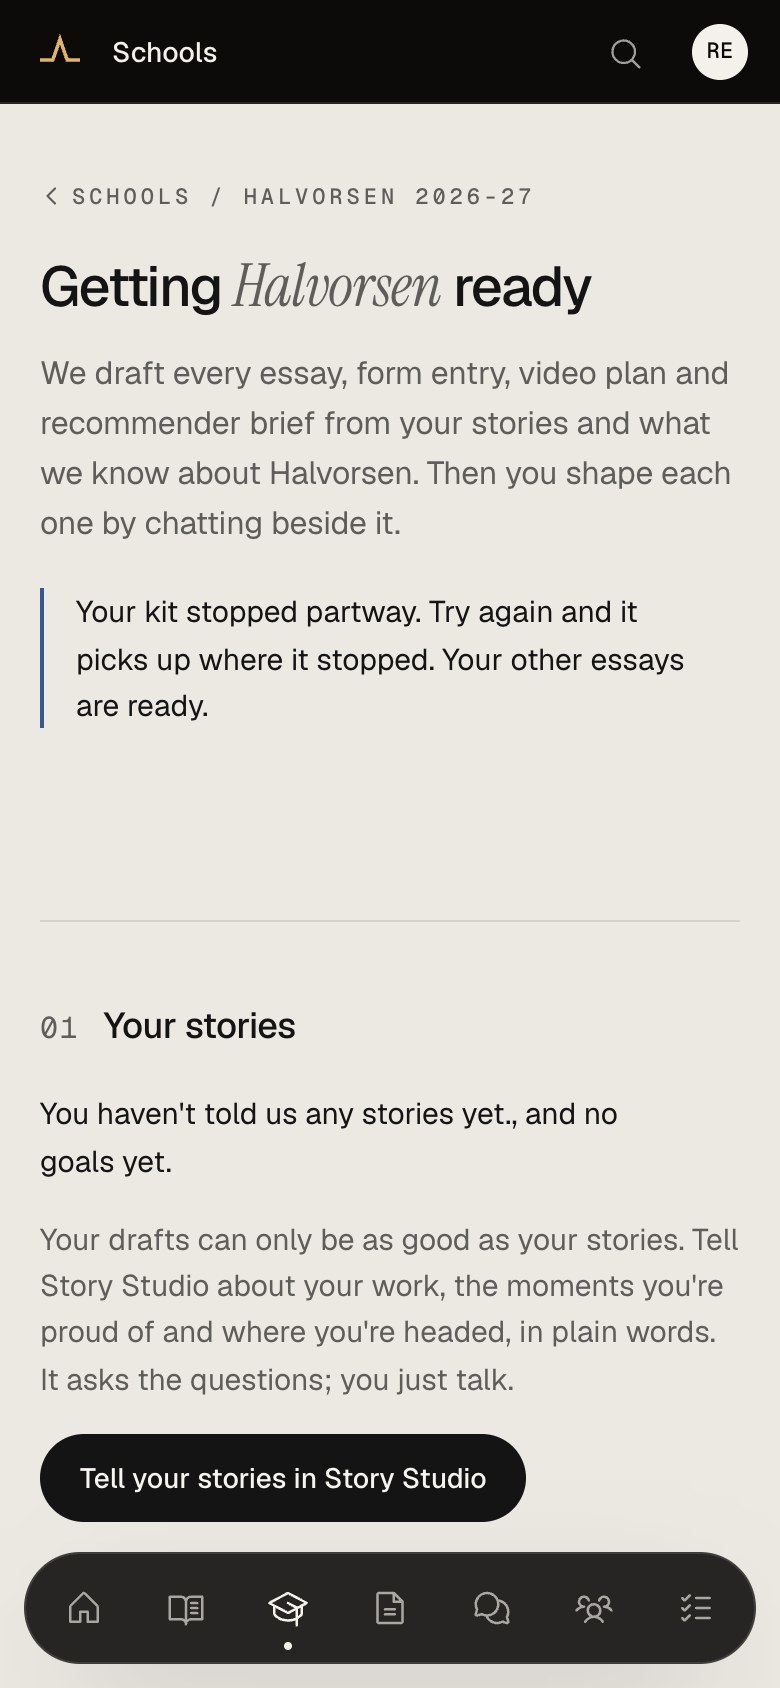 Schools
RE
SCHOOLS / HALVORSEN 2026-27
Getting Halvorsen ready
We draft every essay, form entry, video plan and
recommender brief from your stories and what
we know about Halvorsen. Then you shape each
one by chatting beside it.
Your kit stopped partway. Try again and it
picks up where it stopped. Your other essays
are ready.
01 Your stories
You haven't told us any stories yet., and no
goals yet.
Your drafts can only be as good as your stories. Tell
Story Studio about your work, the moments you're
proud of and where you're headed, in plain words.
It asks the questions; you just talk.
Tell your stories in Story Studio